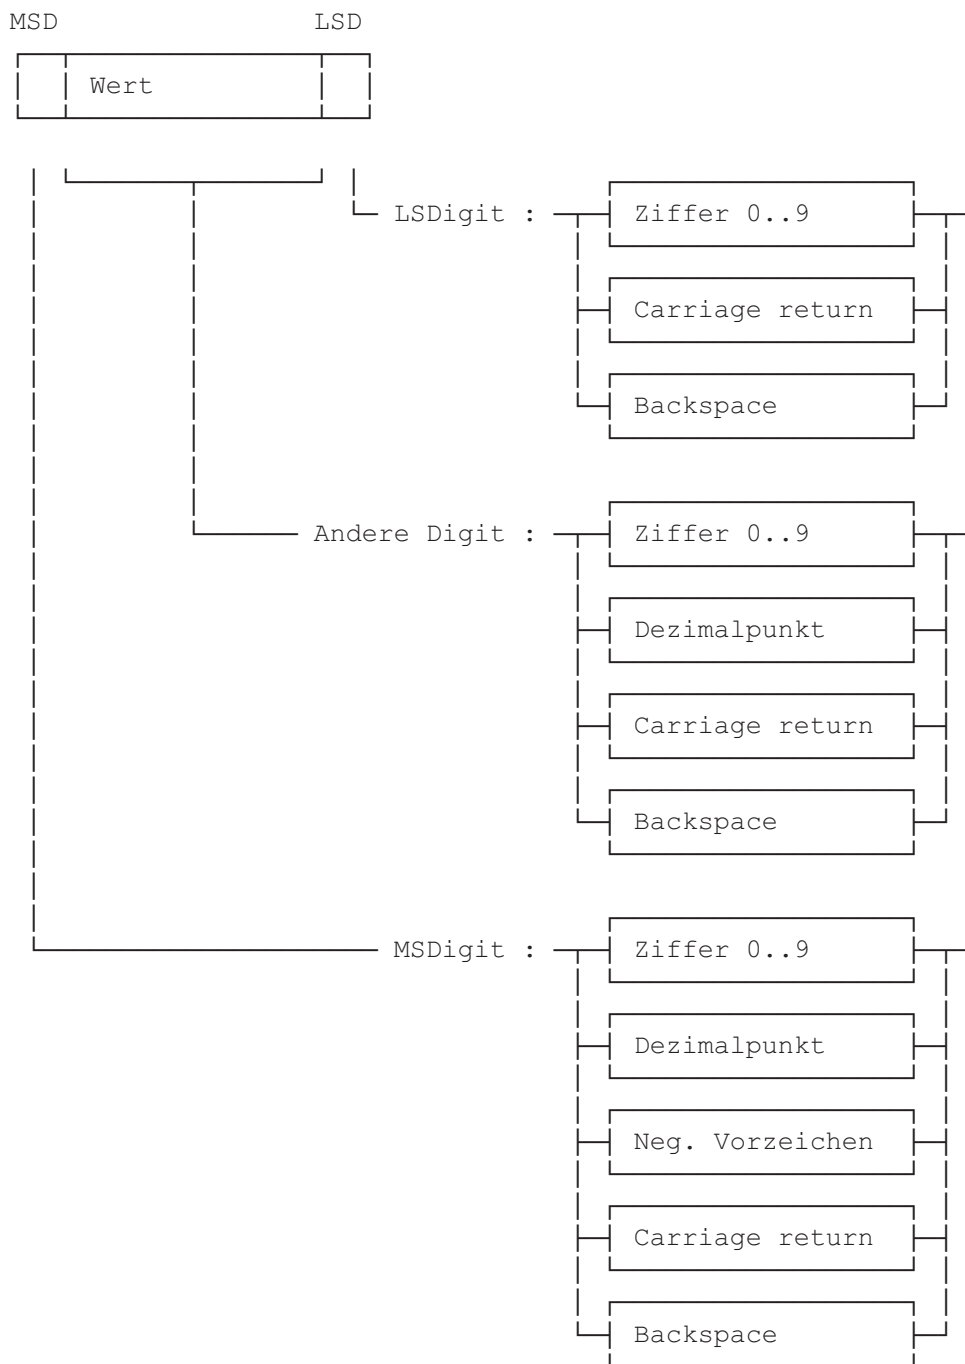 MSD LSD
Wert
LSDigit : Ziffer 0..9
Carriage return
Backspace
Andere Digit : Ziffer 0..9
Dezimalpunkt
Carriage return
Backspace
MSDigit : Ziffer 0..9
Dezimalpunkt
Neg. Vorzeichen
Carriage return
Backspace